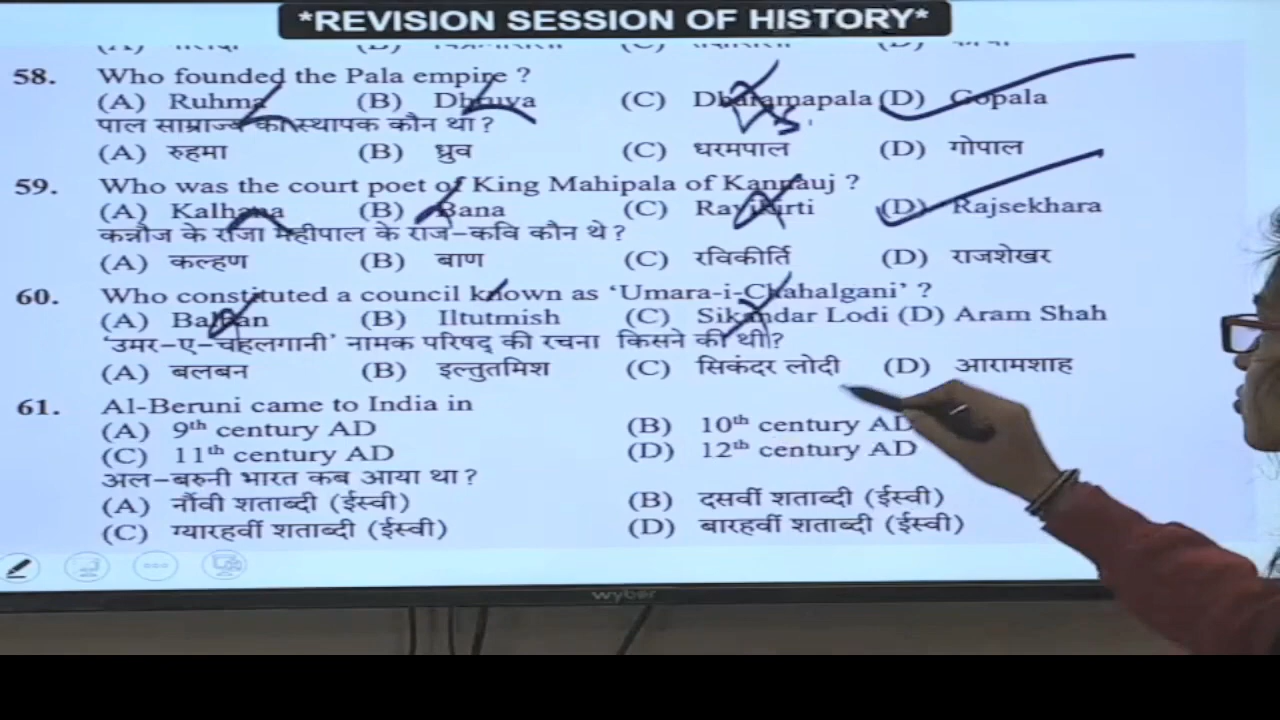 *REVISION SESSION OF HISTORY*
58. Who founded the Pala empire ?
(A) Ruhma (B) Dhruva (C) Dharamapala (D) Gopala
पाल साम्राज्य का स्थापक कौन था ?
(A) रुहमा (B) ध्रुव (C) धरमपाल (D) गोपाल
59. Who was the court poet of King Mahipala of Kannauj ?
(A) Kalhana (B) Bana (C) Ravikirti (D) Rajsekhara
कन्नौज के राजा महीपाल के राज-कवि कौन थे ?
(A) कल्हण (B) बाण (C) रविकीर्ति (D) राजशेखर
60. Who constituted a council known as ‘Umara-i-Chahalgani’ ?
(A) Balban (B) Iltutmish (C) Sikandar Lodi (D) Aram Shah
‘उमर-ए-चहलगानी’ नामक परिषद् की रचना किसने की थी ?
(A) बलबन (B) इल्तुतमिश (C) सिकंदर लोदी (D) आरामशाह
61. Al-Beruni came to India in
(A) 9th century AD (B) 10th century AD
(C) 11th century AD (D) 12th century AD
अल-बरुनी भारत कब आया था ?
(A) नौंवी शताब्दी (ईस्वी) (B) दसवीं शताब्दी (ईस्वी)
(C) ग्यारहवीं शताब्दी (ईस्वी) (D) बारहवीं शताब्दी (ईस्वी)
wyber